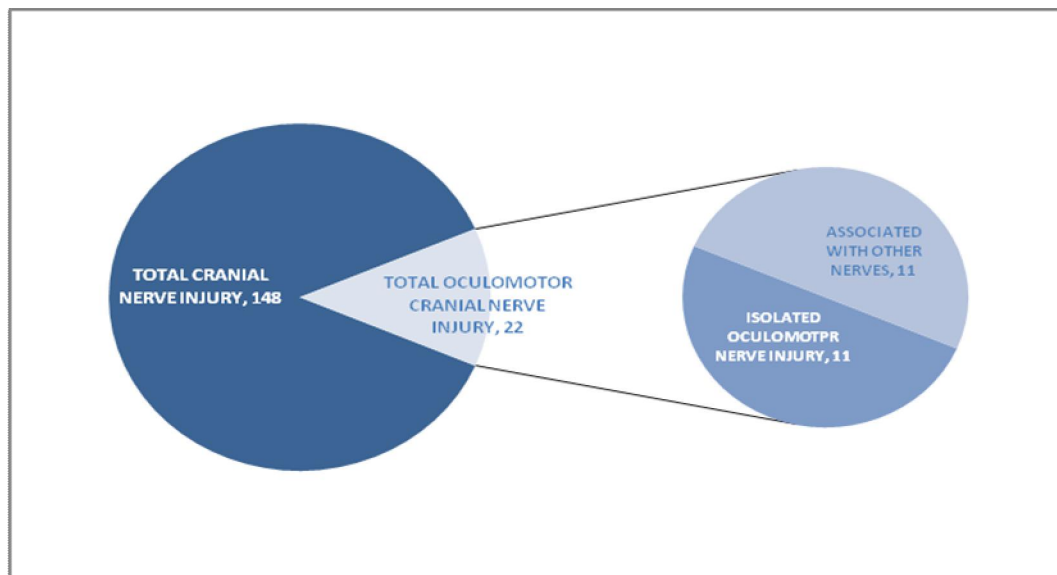 TOTAL CRANIAL
NERVE INJURY, 148
TOTAL OCULOMOTOR
CRANIAL NERVE
INJURY, 22
ASSOCIATED
WITH OTHER
NERVES, 11
ISOLATED
OCULOMOTPR
NERVE INJURY, 11